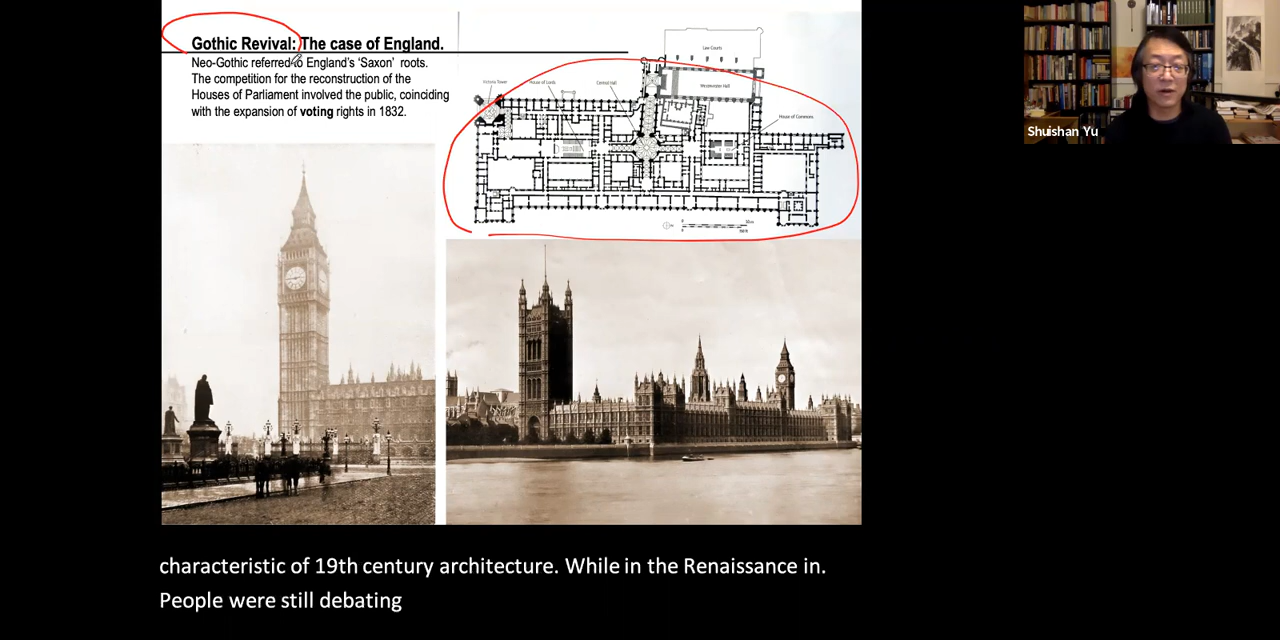 Gothic Revival: The case of England.
Neo-Gothic referred to England's 'Saxon' roots.
The competition for the reconstruction of the
Houses of Parliament involved the public, coinciding
with the expansion of voting rights in 1832.
Law Courts
Victoria Tower
House of Lords
Central Hall
Westminster Hall
House of Commons
Shuishan Yu
characteristic of 19th century architecture. While in the Renaissance in.
People were still debating